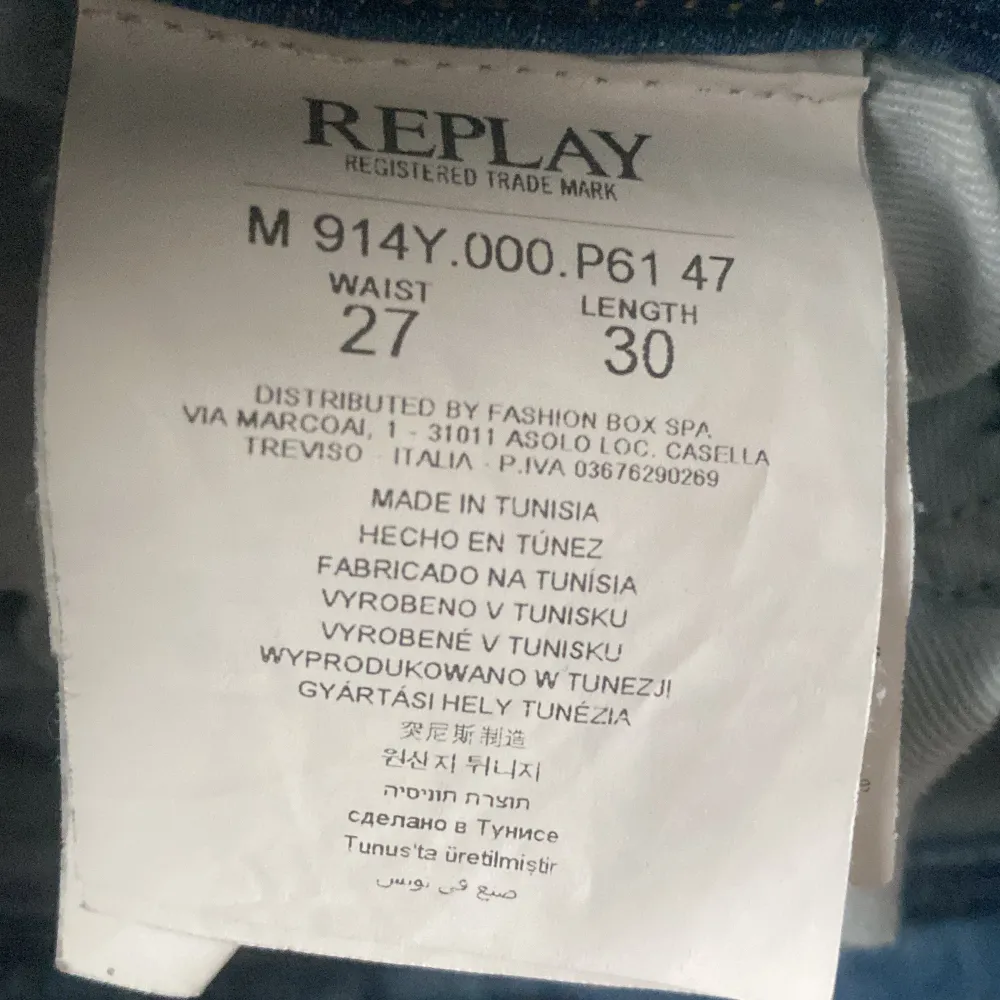 REPLAY
REGISTERED TRADE MARK
M 914Y.000.P61 47
WAIST LENGTH
27 30
DISTRIBUTED BY FASHION BOX SPA
VIA MARCOAI, 1 - 31011 ASOLO LOC. CASELLA
TREVISO - ITALIA - P.IVA 03676290269
MADE IN TUNISIA
HECHO EN TÚNEZ
FABRICADO NA TUNÍSIA
VYROBENO V TUNISKU
VYROBENÉ V TUNISKU
WYPRODUKOWANO W TUNEZJI
GYÁRTÁSI HELY TUNÉZIA
突尼斯制造
원산지 튀니지
תוצרת תוניסיה
сделано в Тунисе
Tunus'ta üretilmiştir
صنع في تونس